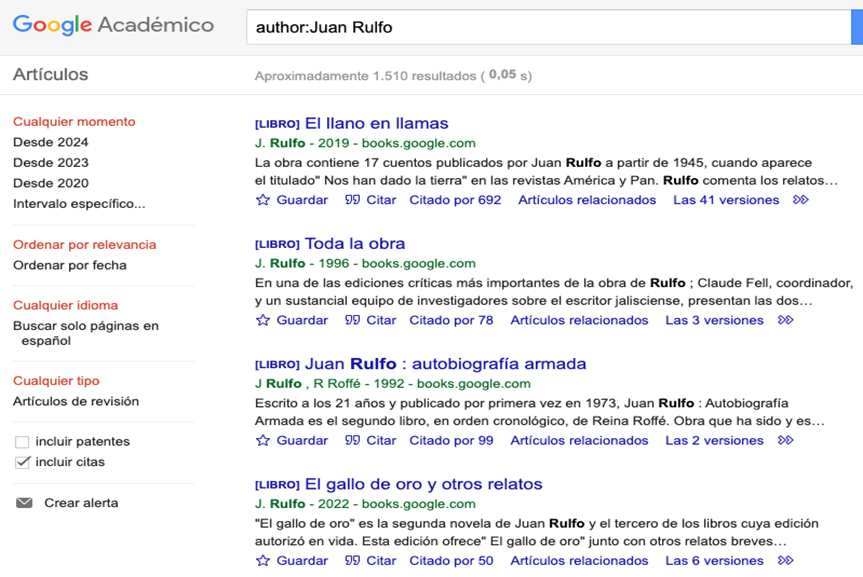 Google Académico
author:Juan Rulfo
Artículos
Aproximadamente 1.510 resultados ( 0,05 s)
Cualquier momento
Desde 2024
Desde 2023
Desde 2020
Intervalo específico...
Ordenar por relevancia
Ordenar por fecha
Cualquier idioma
Buscar solo páginas en
español
Cualquier tipo
Artículos de revisión
incluir patentes
incluir citas
Crear alerta
[LIBRO] El llano en llamas
J. Rulfo - 2019 - books.google.com
La obra contiene 17 cuentos publicados por Juan Rulfo a partir de 1945, cuando aparece
el titulado" Nos han dado la tierra" en las revistas América y Pan. Rulfo comenta los relatos…
Guardar Citar Citado por 692 Artículos relacionados Las 41 versiones
[LIBRO] Toda la obra
J. Rulfo - 1996 - books.google.com
En una de las ediciones críticas más importantes de la obra de Rulfo ; Claude Fell, coordinador,
y un sustancial equipo de investigadores sobre el escritor jalisciense, presentan las dos…
Guardar Citar Citado por 78 Artículos relacionados Las 3 versiones
[LIBRO] Juan Rulfo : autobiografía armada
J Rulfo , R Roffé - 1992 - books.google.com
Escrito a los 21 años y publicado por primera vez en 1973, Juan Rulfo : Autobiografía
Armada es el segundo libro, en orden cronológico, de Reina Roffé. Obra que ha sido y es…
Guardar Citar Citado por 99 Artículos relacionados Las 2 versiones
[LIBRO] El gallo de oro y otros relatos
J. Rulfo - 2022 - books.google.com
"El gallo de oro" es la segunda novela de Juan Rulfo y el tercero de los libros cuya edición
autorizó en vida. Esta edición ofrece" El gallo de oro" junto con otros relatos breves…
Guardar Citar Citado por 50 Artículos relacionados Las 6 versiones